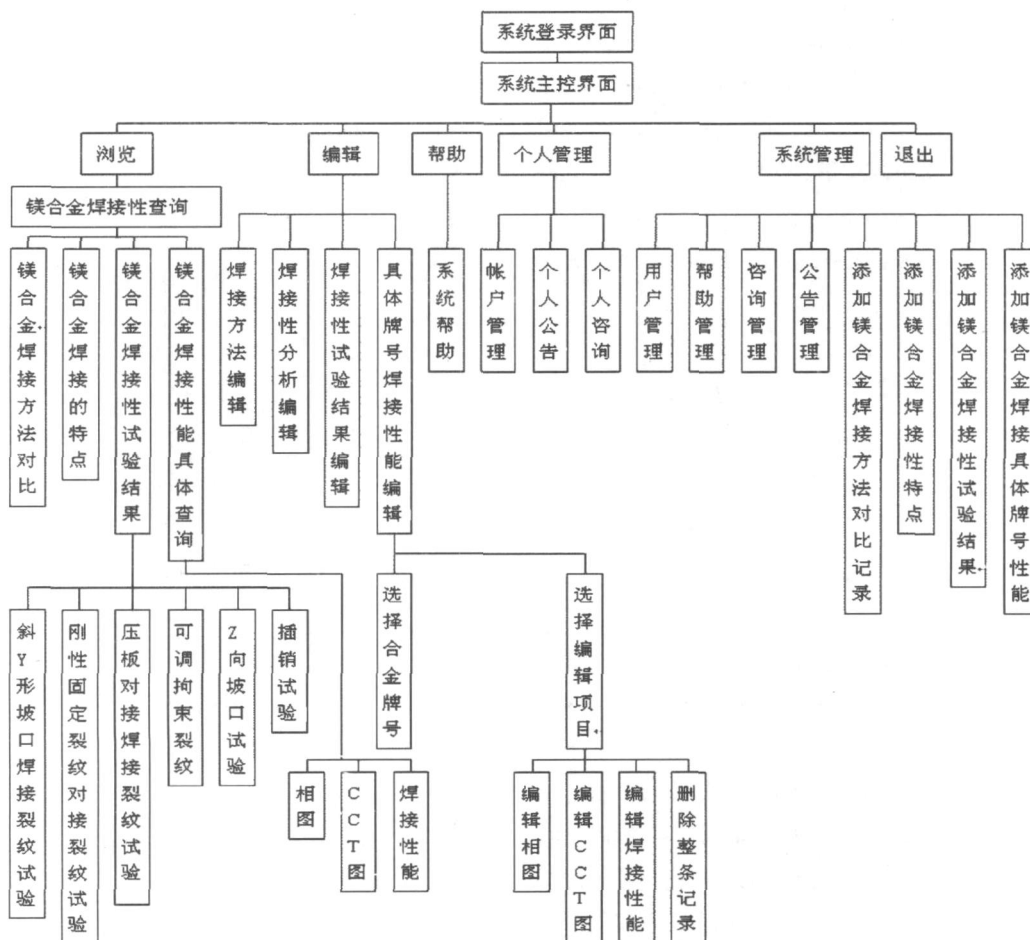 系统登录界面
系统主控界面
浏览
编辑
帮助
个人管理
系统管理
退出
镁合金焊接性查询
镁合金焊接方法对比
镁合金焊接的特点
镁合金焊接性试验结果
镁合金焊接性能具体查询
焊接方法编辑
焊接性分析编辑
焊接性试验结果编辑
具体牌号焊接性能编辑
系统帮助
帐户管理
个人公告
个人咨询
用户管理
帮助管理
咨询管理
公告管理
添加镁合金焊接方法对比记录
添加镁合金焊接性特点
添加镁合金焊接性试验结果
添加镁合金焊接具体牌号性能
斜Y形坡口焊接裂纹试验
刚性固定裂纹对接裂纹试验
压板对接焊接裂纹试验
可调拘束裂纹
Z向坡口试验
插销试验
选择合金牌号
选择编辑项目
相图
CCT图
焊接性能
编辑相图
编辑CCT图
编辑焊接性能
删除整条记录